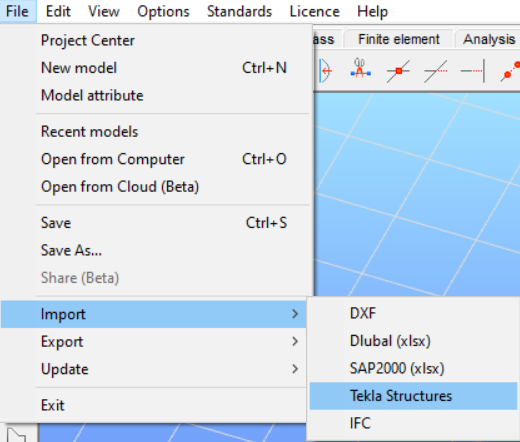 File Edit View Options Standards Licence Help
Project Center
Finite element Analysis
New model Ctrl+N
Model attribute
Recent models
Open from Computer Ctrl+O
Open from Cloud (Beta)
Save Ctrl+S
Save As...
Share (Beta)
Import
DXF
Export
Dlubal (xlsx)
Update
SAP2000 (xlsx)
Tekla Structures
Exit
IFC